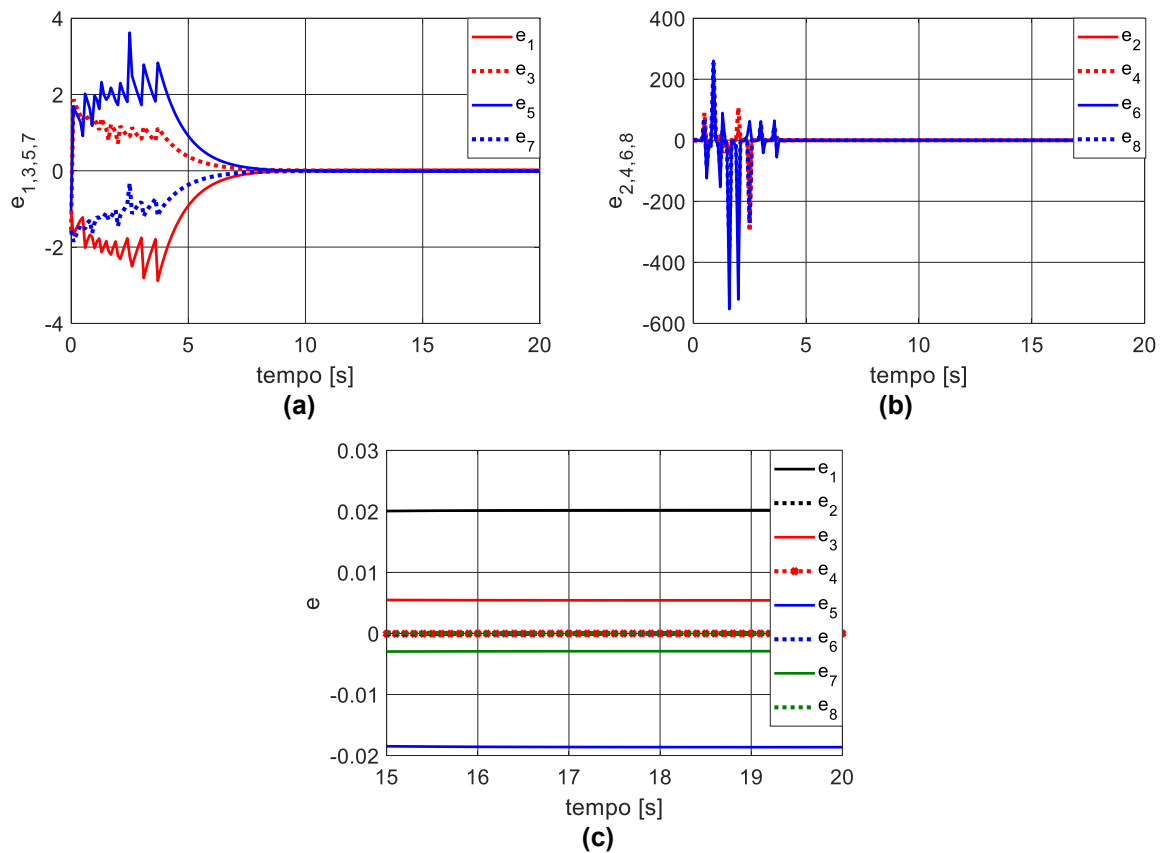 4
2
0
-2
-4
e1,3,5,7
0
5
10
15
20
tempo [s]
e1
e3
e5
e7
(a)
400
200
0
-200
-400
-600
e2,4,6,8
0
5
10
15
20
tempo [s]
e2
e4
e6
e8
(b)
0.03
0.02
0.01
0
-0.01
-0.02
e
15
16
17
18
19
20
tempo [s]
e1
e2
e3
e4
e5
e6
e7
e8
(c)